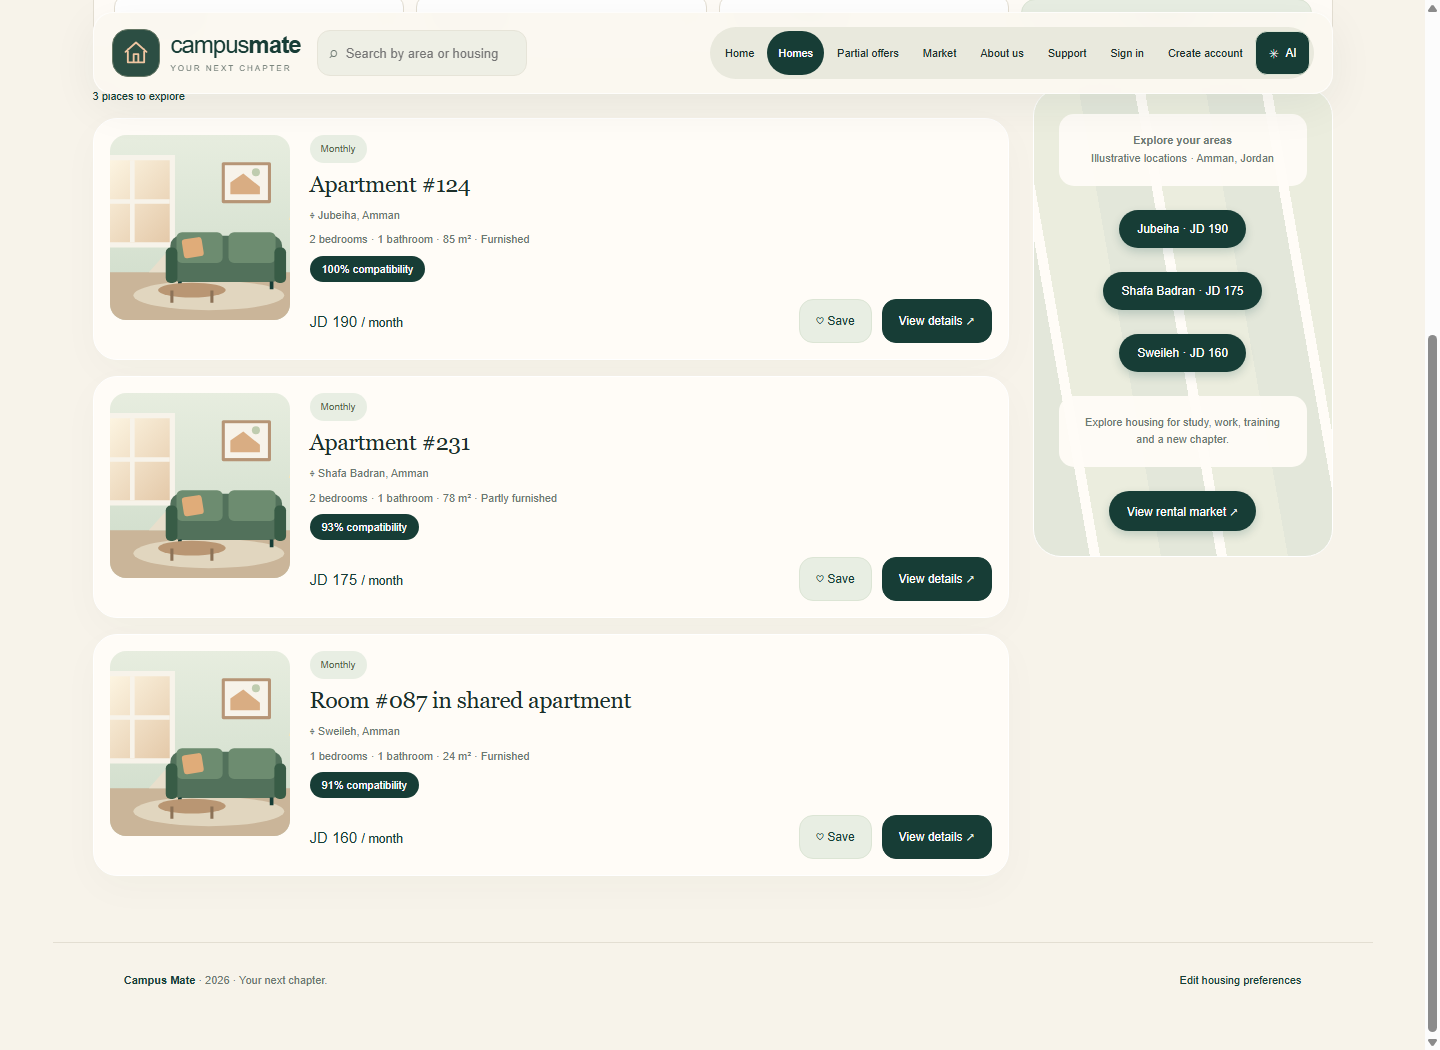 campusmate
YOUR NEXT CHAPTER
Search by area or housing
Home
Homes
Partial offers
Market
About us
Support
Sign in
Create account
AI
3 places to explore
Monthly
Apartment #124
Jubeiha, Amman
2 bedrooms · 1 bathroom · 85 m² · Furnished
100% compatibility
JD 190 / month
♡ Save
View details ↗
Monthly
Apartment #231
Shafa Badran, Amman
2 bedrooms · 1 bathroom · 78 m² · Partly furnished
93% compatibility
JD 175 / month
♡ Save
View details ↗
Monthly
Room #087 in shared apartment
Sweileh, Amman
1 bedrooms · 1 bathroom · 24 m² · Furnished
91% compatibility
JD 160 / month
♡ Save
View details ↗
Explore your areas
Illustrative locations · Amman, Jordan
Jubeiha · JD 190
Shafa Badran · JD 175
Sweileh · JD 160
Explore housing for study, work, training
and a new chapter.
View rental market ↗
Campus Mate · 2026 · Your next chapter.
Edit housing preferences